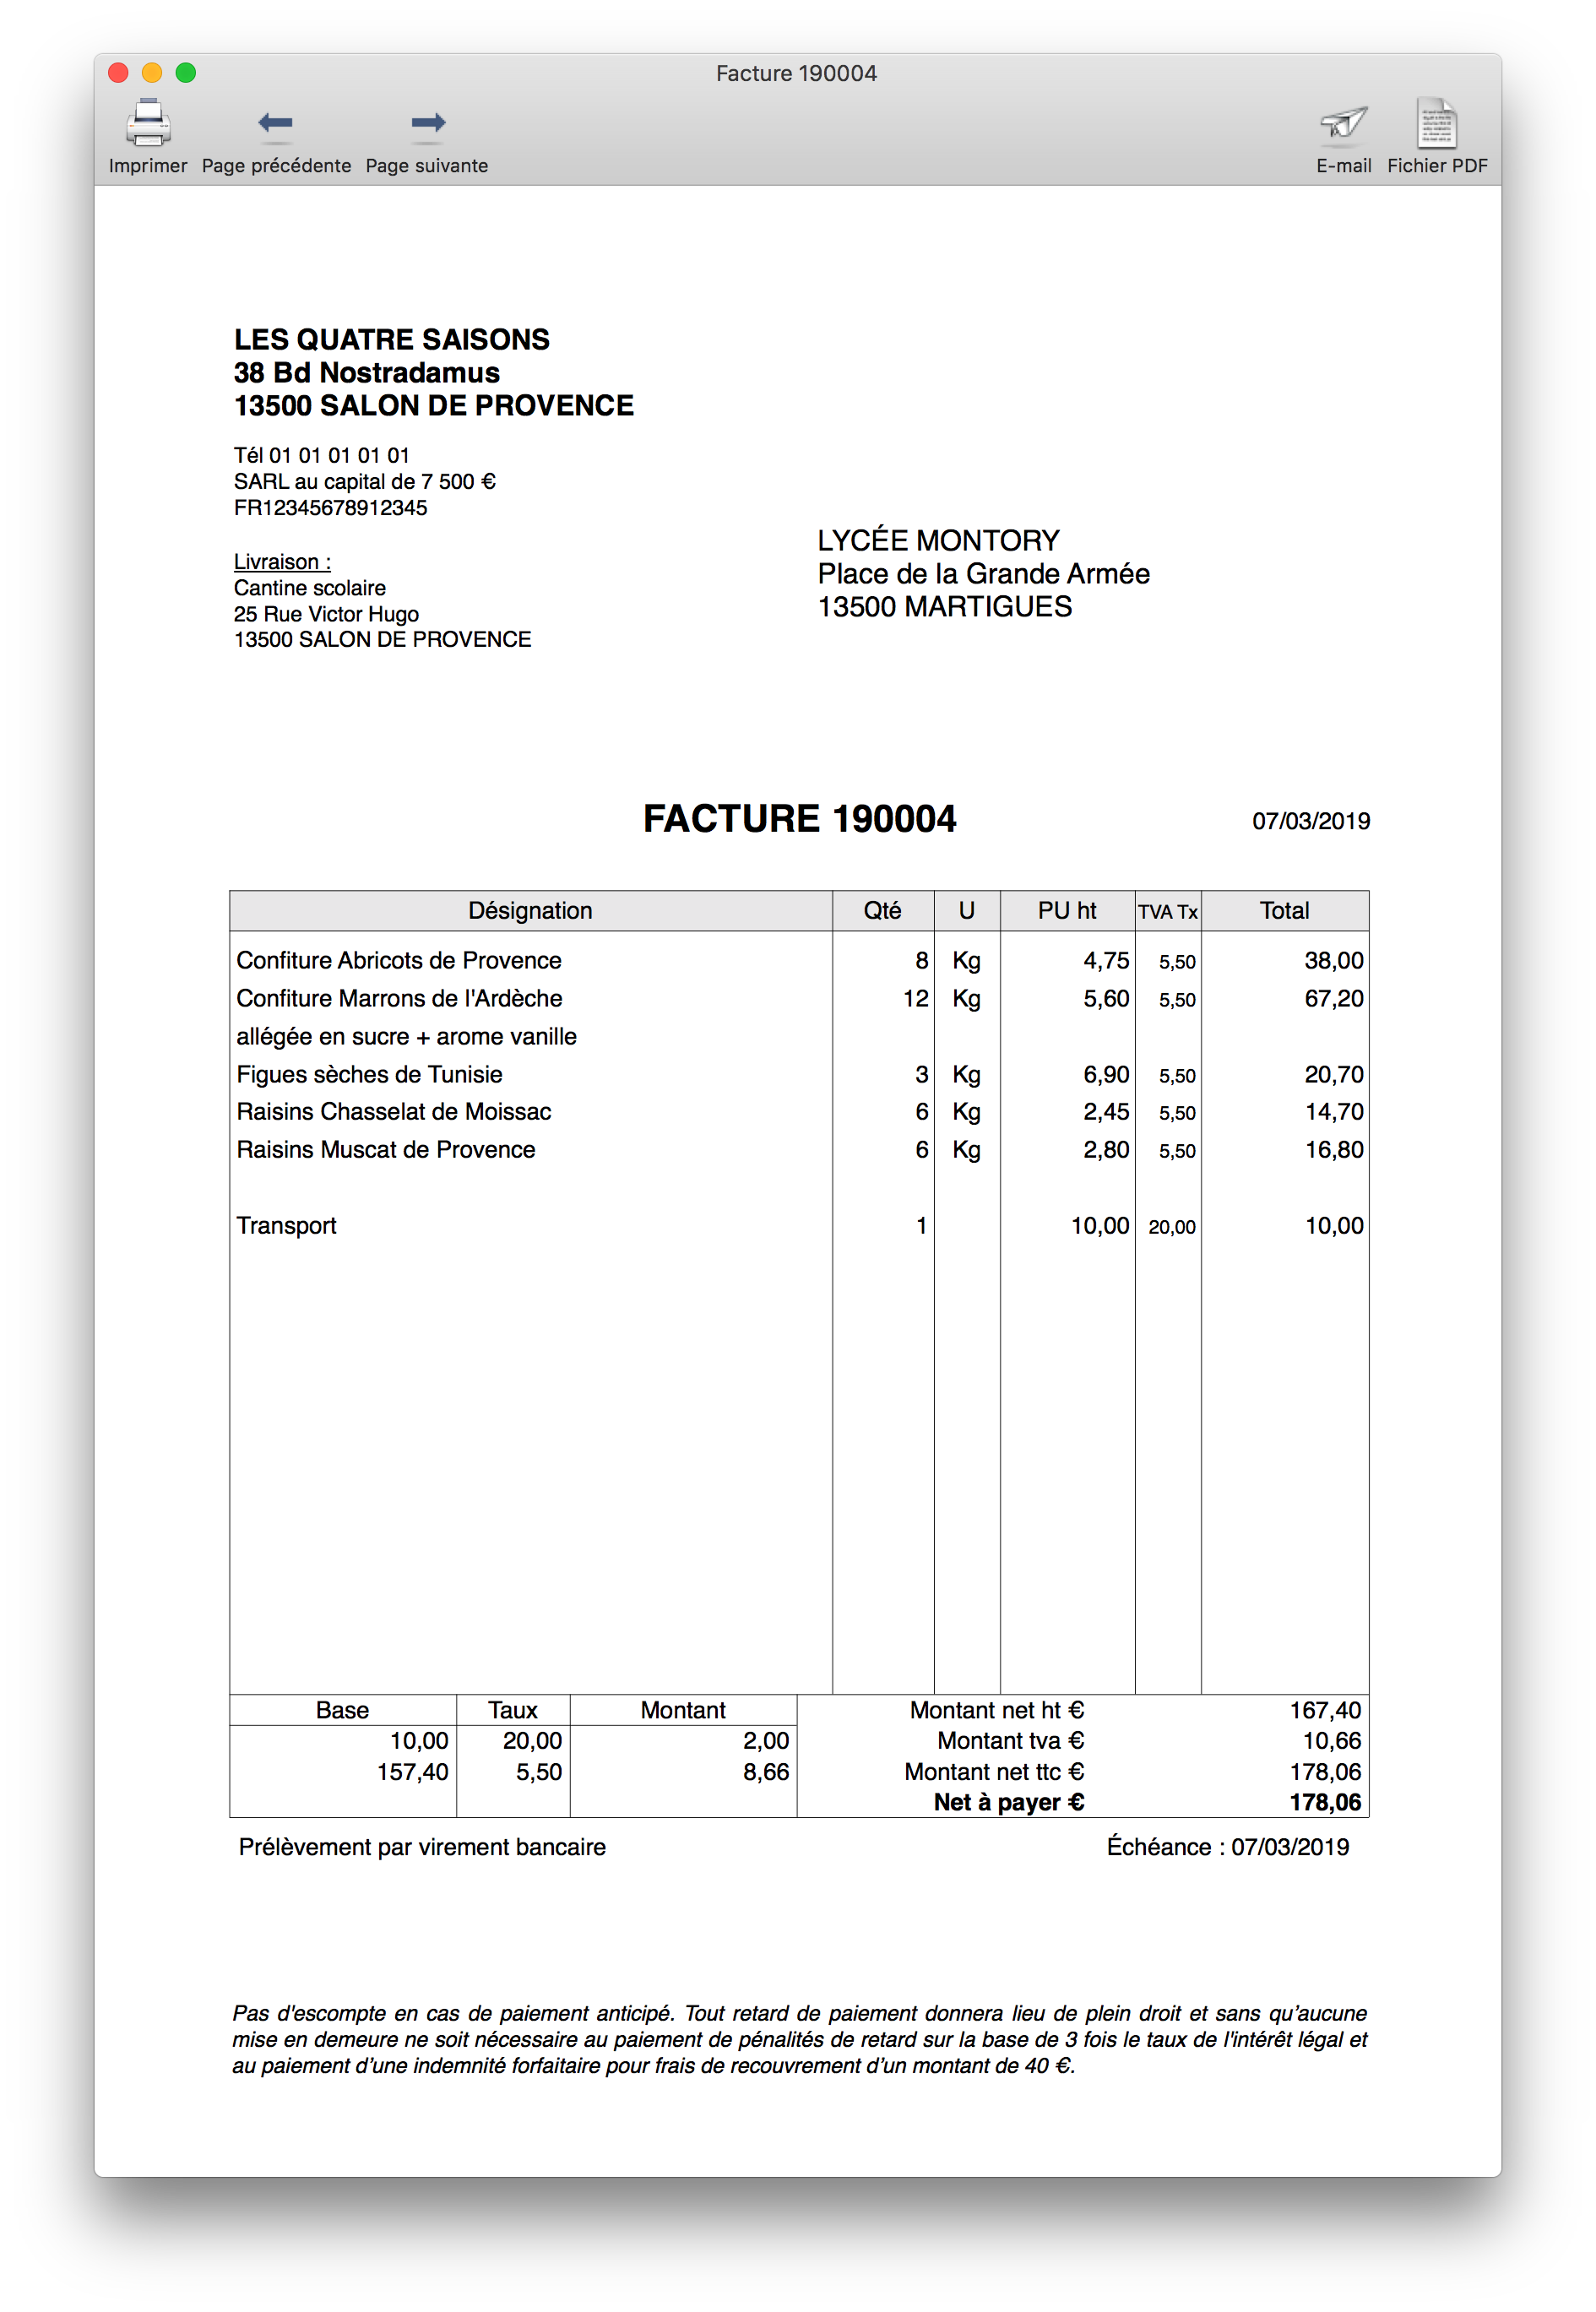 Facture 190004
Imprimer Page précédente Page suivante E-mail Fichier PDF
LES QUATRE SAISONS
38 Bd Nostradamus
13500 SALON DE PROVENCE
Tél 01 01 01 01 01
SARL au capital de 7 500 €
FR12345678912345
Livraison :
Cantine scolaire
25 Rue Victor Hugo
13500 SALON DE PROVENCE
LYCÉE MONTORY
Place de la Grande Armée
13500 MARTIGUES
FACTURE 190004 07/03/2019
Désignation Qté U PU ht TVA Tx Total
Confiture Abricots de Provence 8 Kg 4,75 5,50 38,00
Confiture Marrons de l'Ardèche 12 Kg 5,60 5,50 67,20
allégée en sucre + arome vanille
Figues sèches de Tunisie 3 Kg 6,90 5,50 20,70
Raisins Chasselat de Moissac 6 Kg 2,45 5,50 14,70
Raisins Muscat de Provence 6 Kg 2,80 5,50 16,80
Transport 1 10,00 20,00 10,00
Base Taux Montant Montant net ht € 167,40
10,00 20,00 2,00 Montant tva € 10,66
157,40 5,50 8,66 Montant net ttc € 178,06
Net à payer € 178,06
Prélèvement par virement bancaire Échéance : 07/03/2019
Pas d'escompte en cas de paiement anticipé. Tout retard de paiement donnera lieu de plein droit et sans qu’aucune
mise en demeure ne soit nécessaire au paiement de pénalités de retard sur la base de 3 fois le taux de l'intérêt légal et
au paiement d’une indemnité forfaitaire pour frais de recouvrement d’un montant de 40 €.